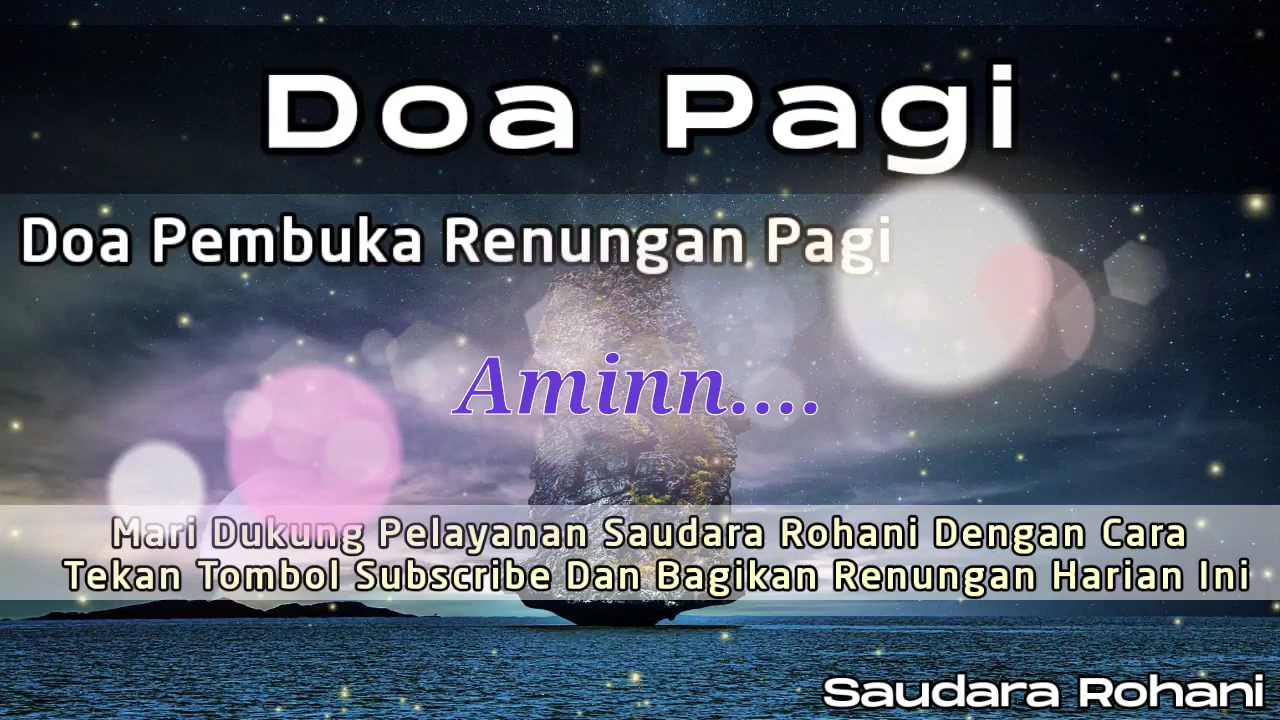 Doa Pagi
Doa Pembuka Renungan Pagi
Aminn....
Mari Dukung Pelayanan Saudara Rohani Dengan Cara
Tekan Tombol Subscribe Dan Bagikan Renungan Harian Ini
Saudara Rohani